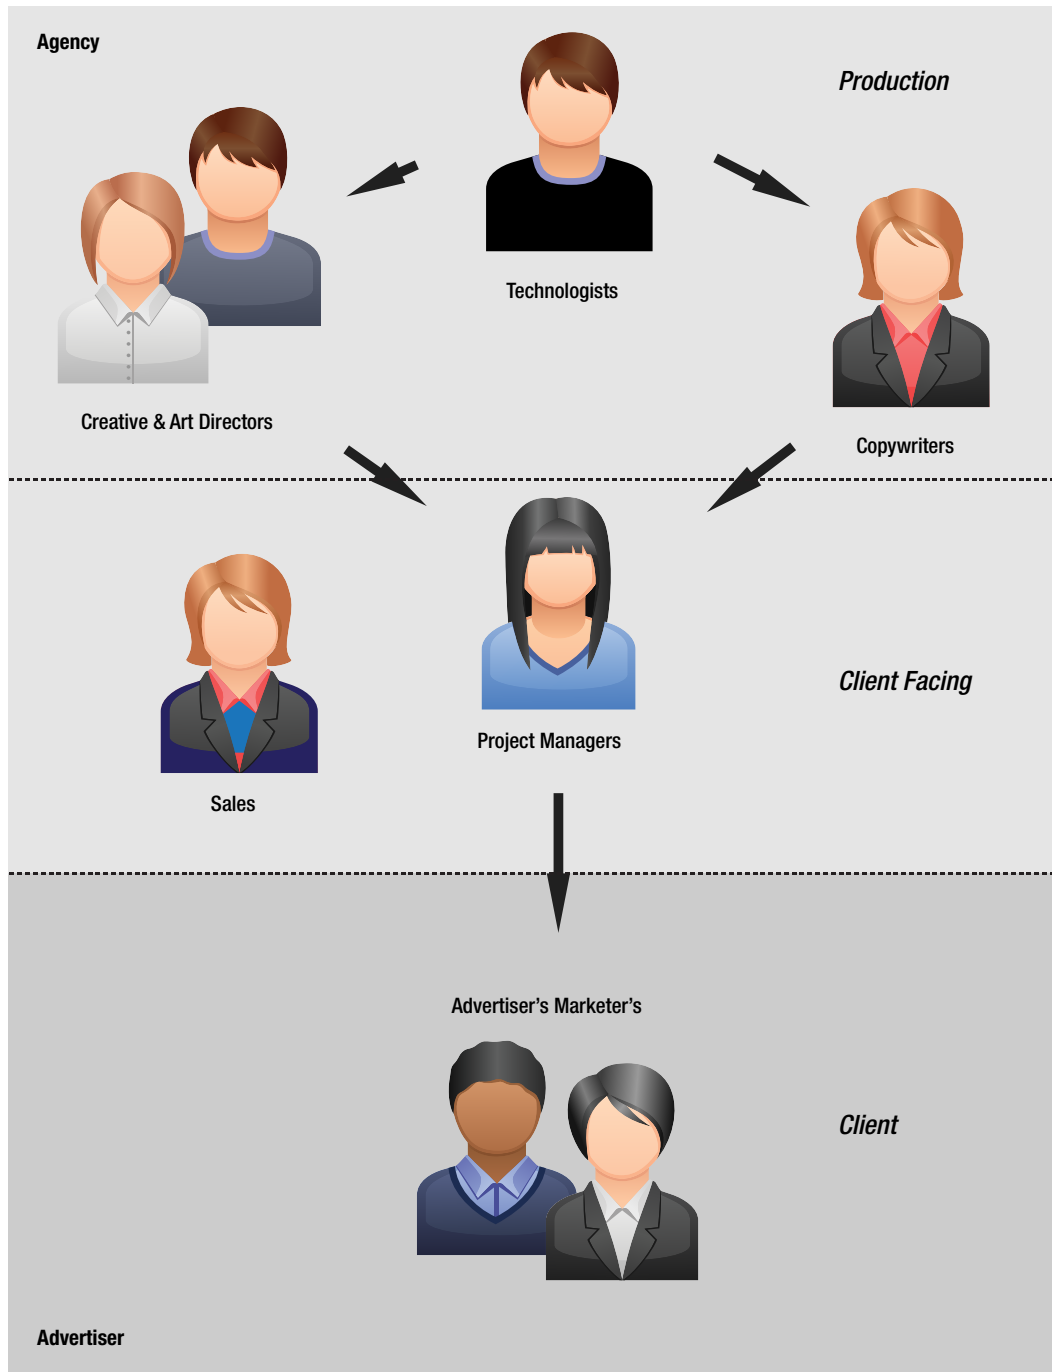 Agency
Production
Technologists
Creative & Art Directors
Copywriters
Client Facing
Project Managers
Sales
Advertiser’s Marketer’s
Client
Advertiser